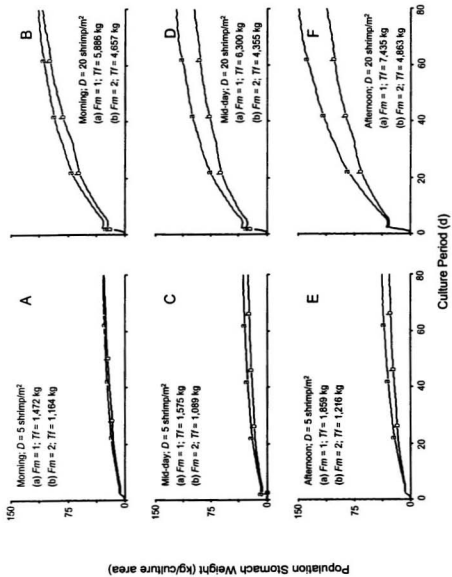 Population Stomach Weight (kg/culture area)
A
Morning; D = 5 shrimp/m²
(a) Fm = 1; Tf = 1,472 kg
(b) Fm = 2; Tf = 1,164 kg
150
75
0
a
a
a
b
b
b
B
Morning; D = 20 shrimp/m²
(a) Fm = 1; Tf = 5,886 kg
(b) Fm = 2; Tf = 4,657 kg
a
a
a
b
b
b
C
Mid-day; D = 5 shrimp/m²
(a) Fm = 1; Tf = 1,575 kg
(b) Fm = 2; Tf = 1,089 kg
150
75
0
a
a
a
b
b
b
D
Mid-day; D = 20 shrimp/m²
(a) Fm = 1; Tf = 6,300 kg
(b) Fm = 2; Tf = 4,355 kg
a
a
a
b
b
b
E
Afternoon; D = 5 shrimp/m²
(a) Fm = 1; Tf = 1,859 kg
(b) Fm = 2; Tf = 1,216 kg
150
75
0
a
a
a
b
b
b
0 20 40 60 80
F
Afternoon; D = 20 shrimp/m²
(a) Fm = 1; Tf = 7,435 kg
(b) Fm = 2; Tf = 4,863 kg
a
a
a
b
b
b
0 20 40 60 80
Culture Period (d)